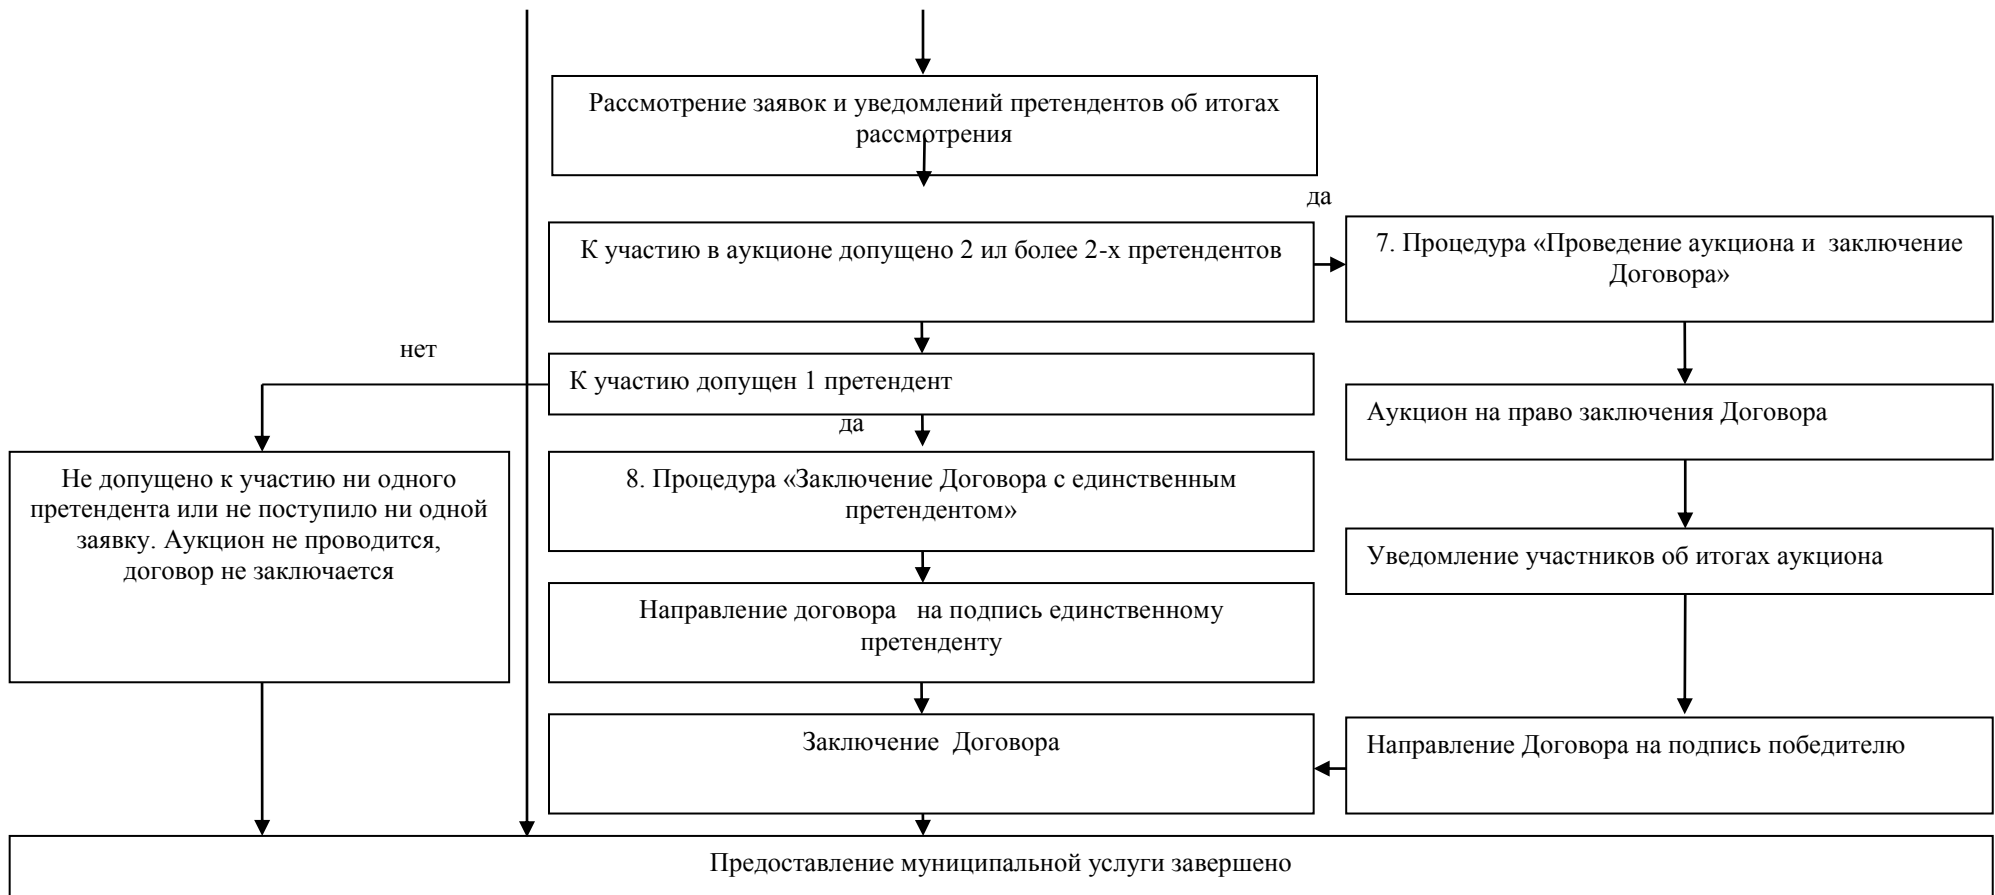 Рассмотрение заявок и уведомлений претендентов об итогах
рассмотрения
да
К участию в аукционе допущено 2 ил более 2-х претендентов
7. Процедура «Проведение аукциона и заключение
Договора»
нет
К участию допущен 1 претендент
Аукцион на право заключения Договора
да
Не допущено к участию ни одного
претендента или не поступило ни одной
заявку. Аукцион не проводится,
договор не заключается
8. Процедура «Заключение Договора с единственным
претендентом»
Уведомление участников об итогах аукциона
Направление договора на подпись единственному
претенденту
Заключение Договора
Направление Договора на подпись победителю
Предоставление муниципальной услуги завершено